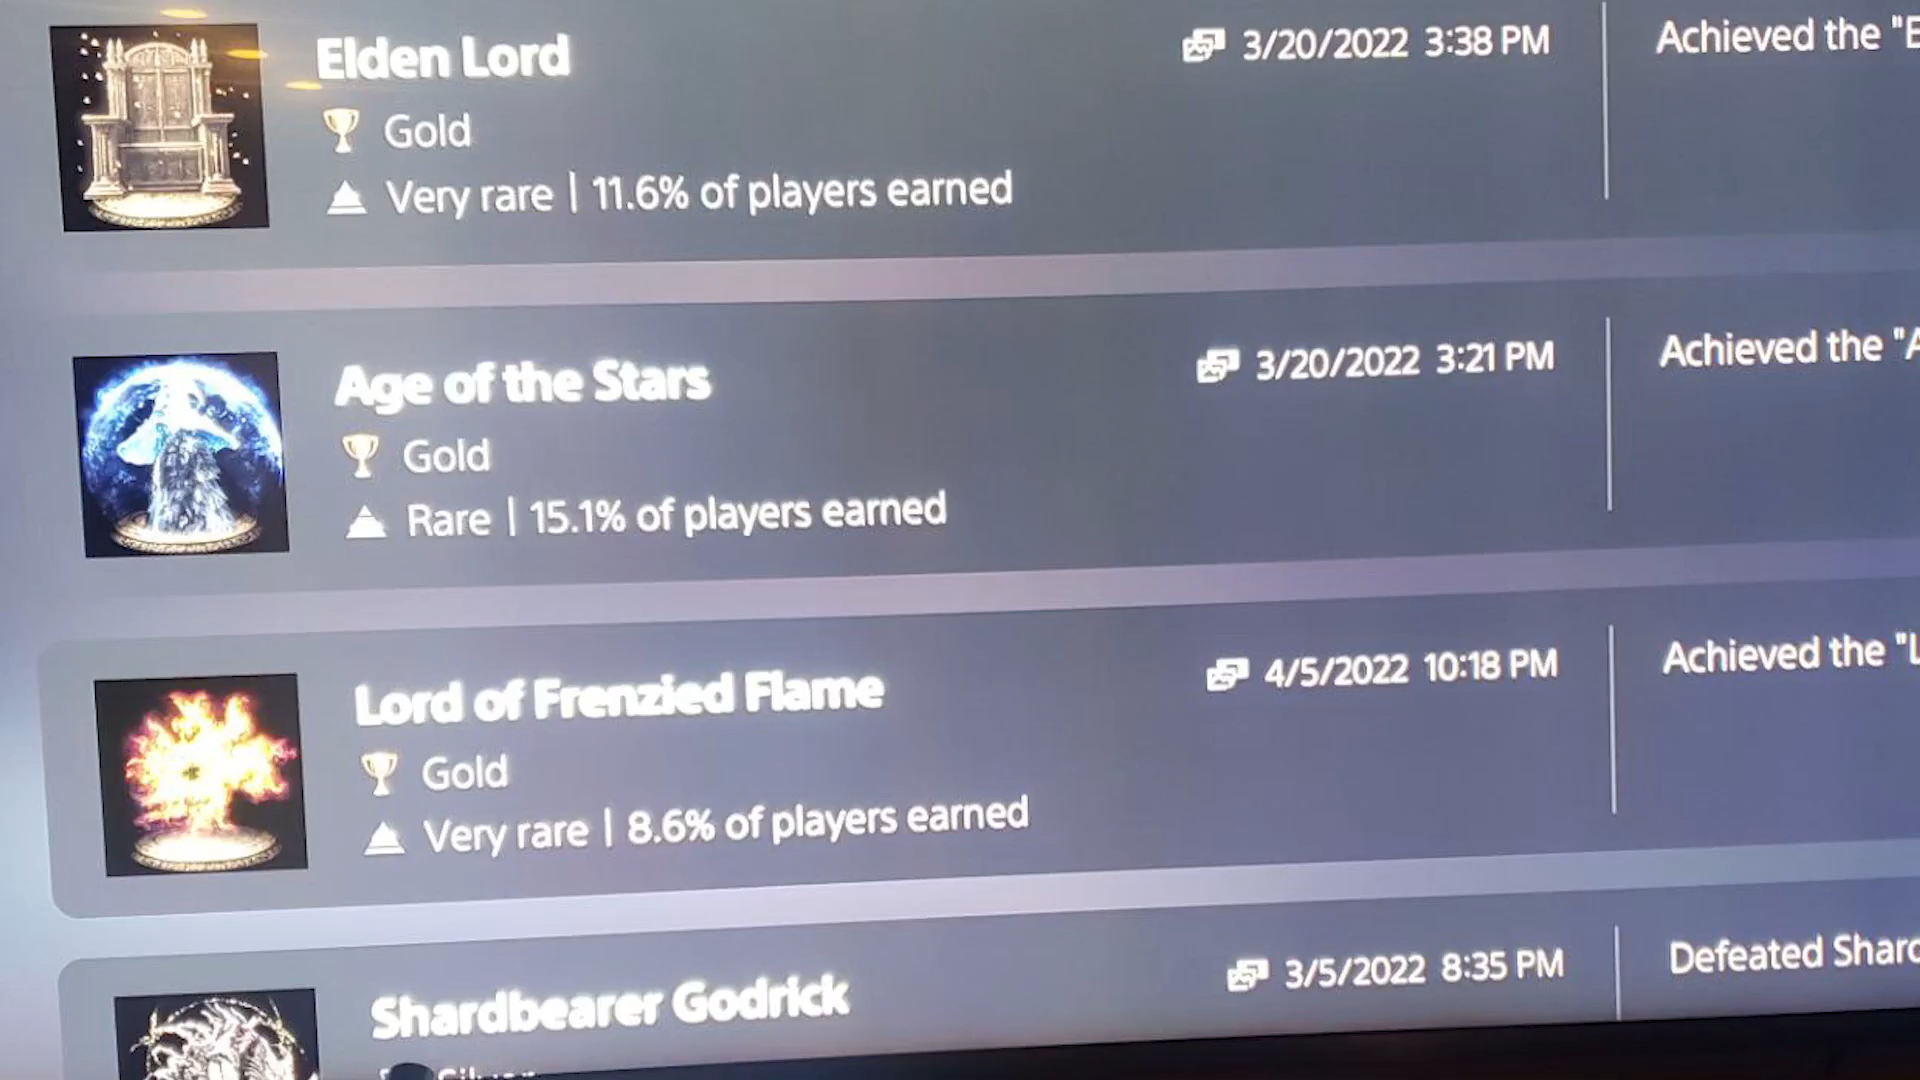 Elden Lord
3/20/2022 3:38 PM
Achieved the "E
Gold
Very rare | 11.6% of players earned
Age of the Stars
3/20/2022 3:21 PM
Achieved the "A
Gold
Rare | 15.1% of players earned
Lord of Frenzied Flame
4/5/2022 10:18 PM
Achieved the "L
Gold
Very rare | 8.6% of players earned
Shardbearer Godrick
3/5/2022 8:35 PM
Defeated Shard
Silver